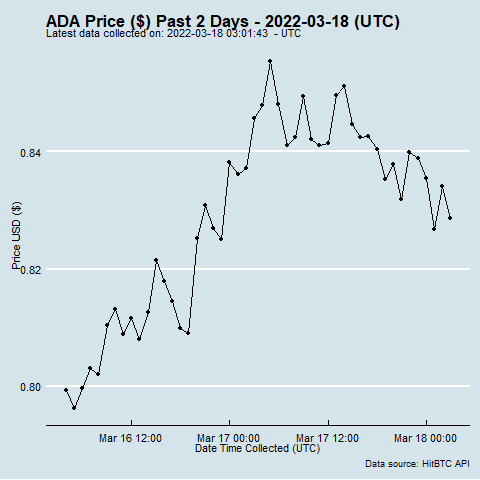 ADA Price ($) Past 2 Days - 2022-03-18 (UTC)
Latest data collected on: 2022-03-18 03:01:43  - UTC
Price USD ($)
0.84
0.82
0.80
Mar 16 12:00
Mar 17 00:00
Mar 17 12:00
Mar 18 00:00
Date Time Collected (UTC)
Data source: HitBTC API